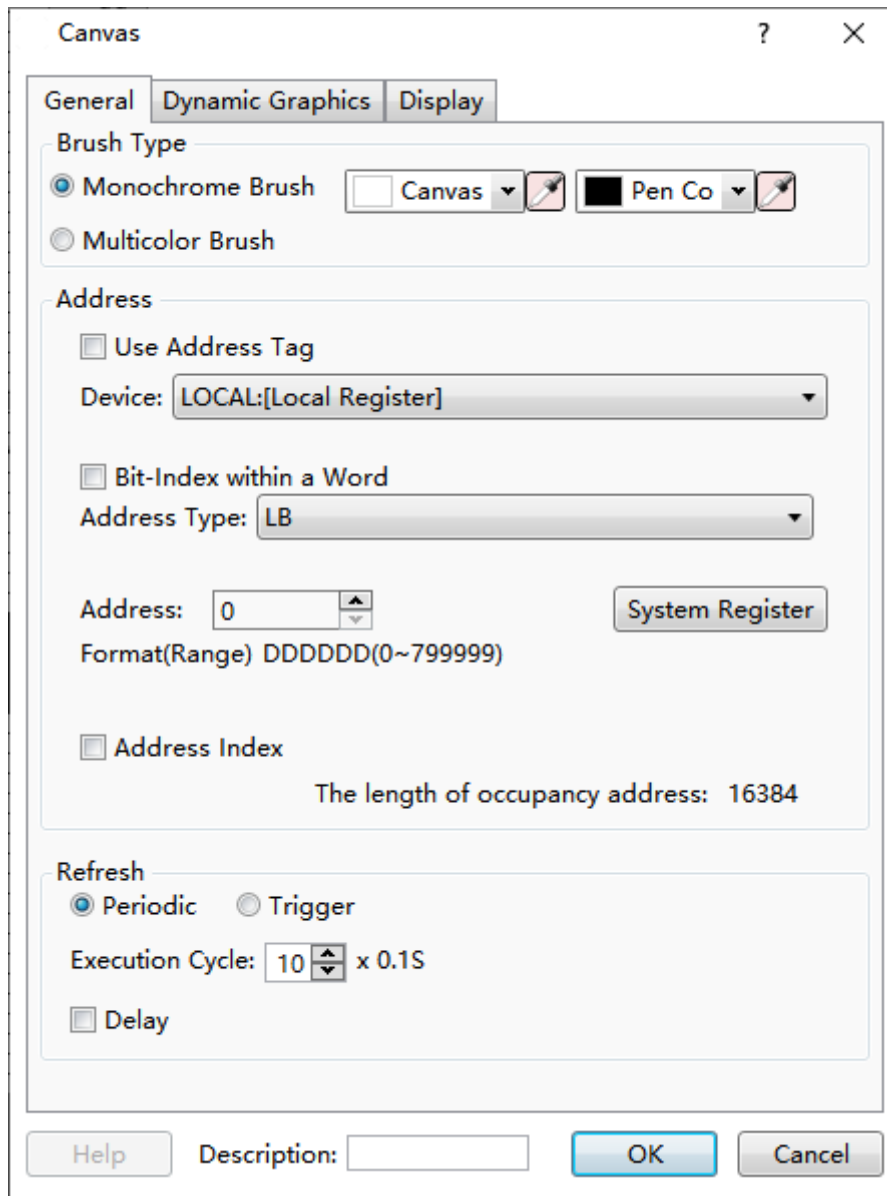 Canvas ?
General Dynamic Graphics Display
Brush Type
Monochrome Brush Canvas Pen Co
Multicolor Brush
Address
Use Address Tag
Device: LOCAL:[Local Register]
Bit-Index within a Word
Address Type: LB
Address: 0 System Register
Format(Range) DDDDDD(0~799999)
Address Index
The length of occupancy address: 16384
Refresh
Periodic Trigger
Execution Cycle: 10 x 0.1S
Delay
Help Description: OK Cancel